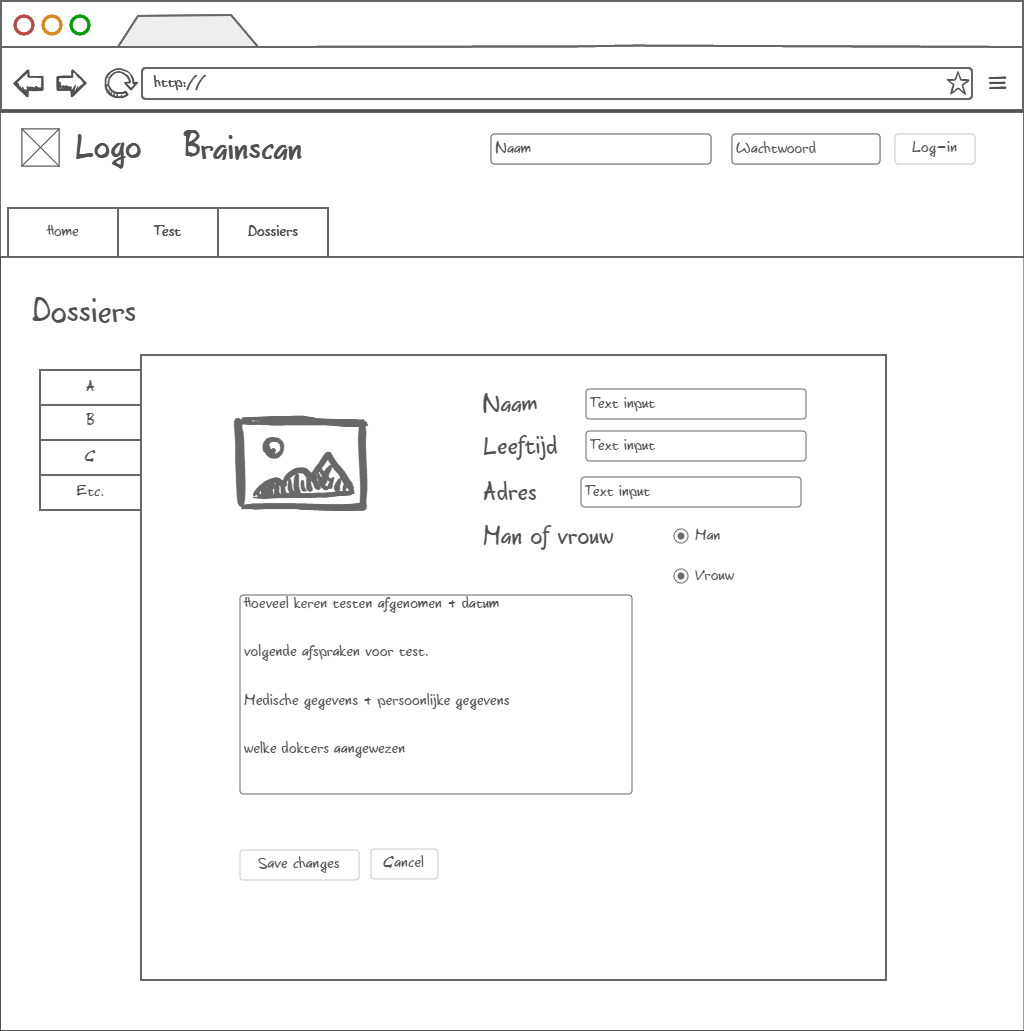 http://
Logo
Brainscan
Naam
Wachtwoord
Log-in
Home
Test
Dossiers
Dossiers
A
B
C
Etc.
Naam
Text input
Leeftijd
Text input
Adres
Text input
Man of vrouw
Man
Vrouw
Hoeveel keren testen afgenomen + datum
volgende afspraken voor test.
Medische gegevens + persoonlijke gegevens
welke dokters aangewezen
Save changes
Cancel